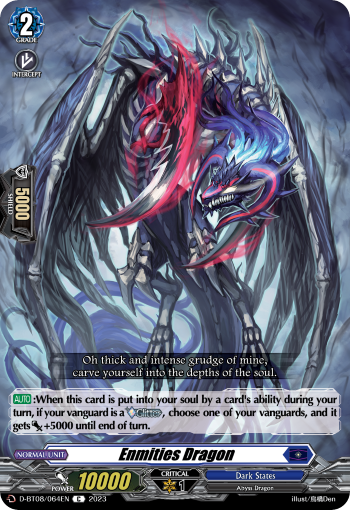 2
GRADE
INTERCEPT
5000
SHIELD
Oh thick and intense grudge of mine,
carve yourself into the depths of the soul.
AUTO:When this card is put into your soul by a card's ability during your
turn, if your vanguard is a , choose one of your vanguards, and it
gets +5000 until end of turn.
NORMAL UNIT
Enmities Dragon
POWER 10000
CRITICAL
1
Dark States
Abyss Dragon
D D-BT08/064EN C 2023
illust/鳥橋Den